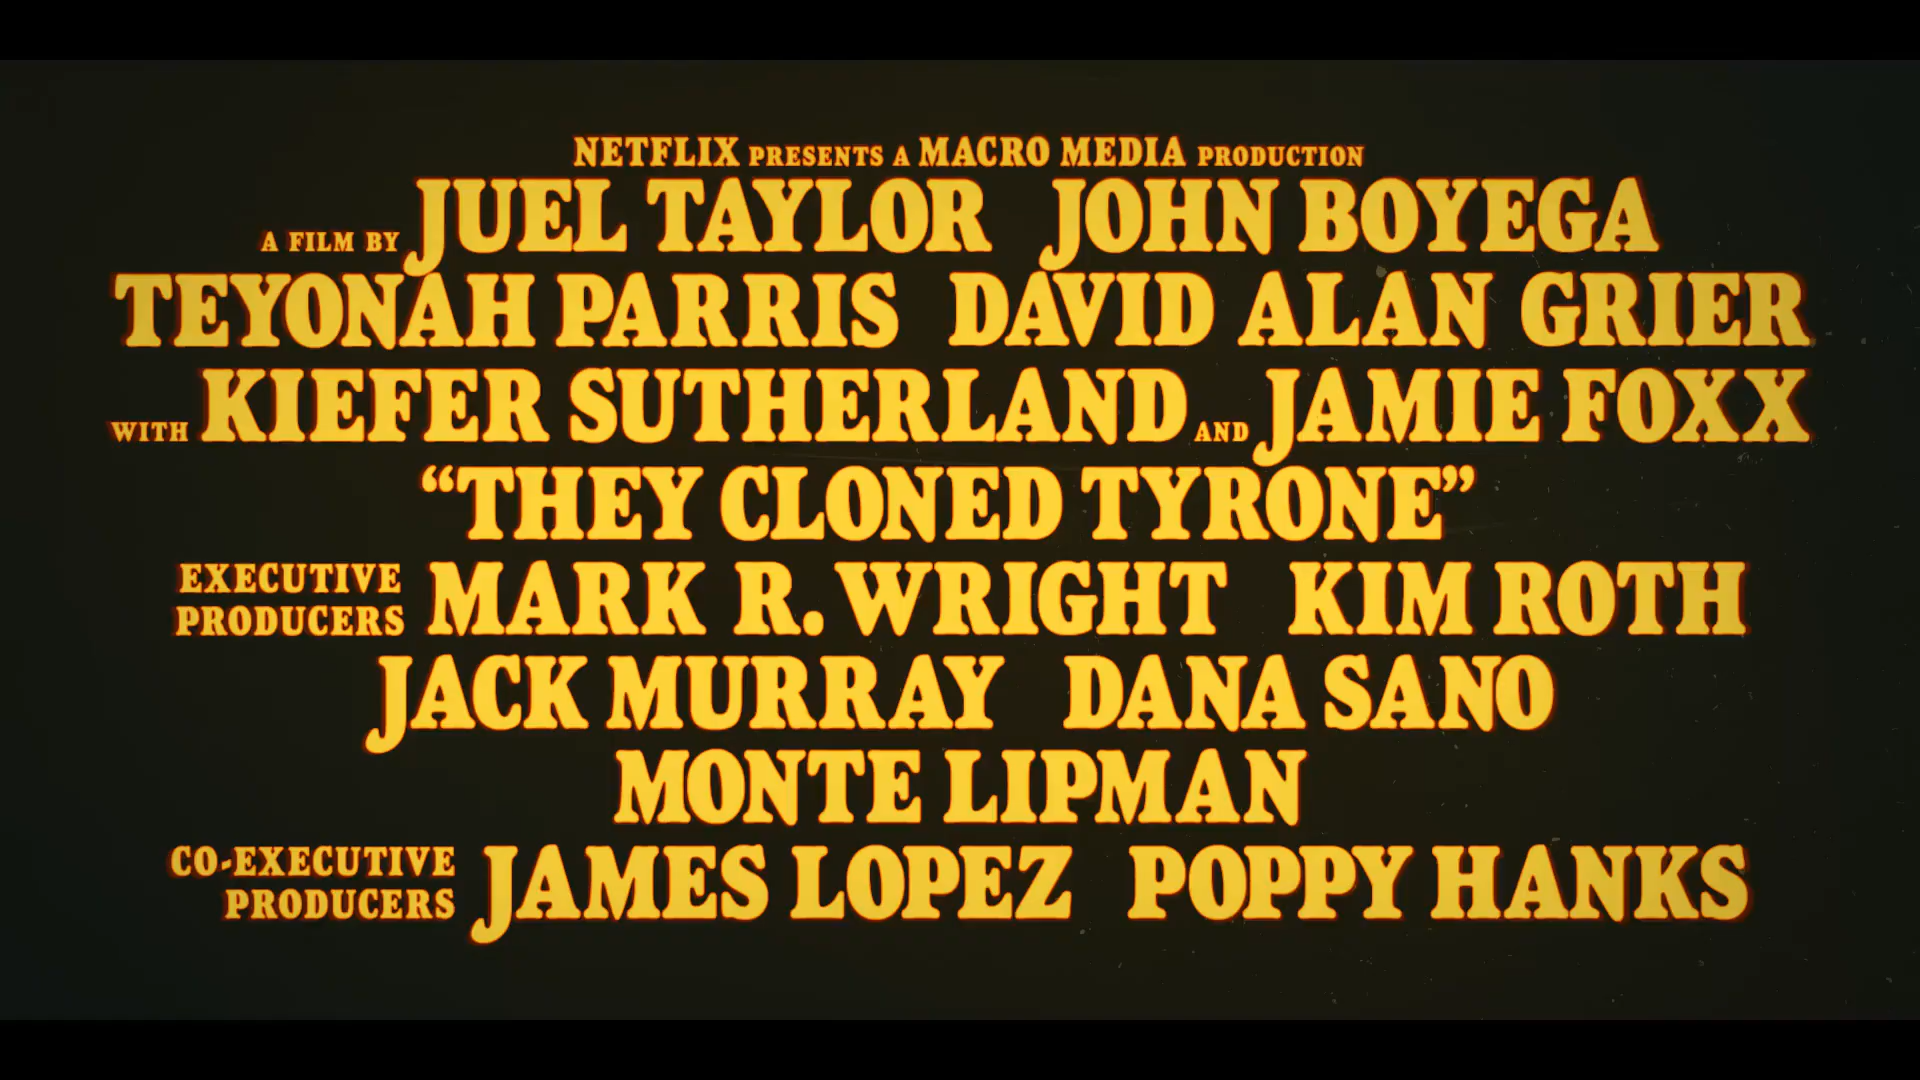 NETFLIX PRESENTS A MACRO MEDIA PRODUCTION
A FILM BY JUEL TAYLOR JOHN BOYEGA
TEYONAH PARRIS DAVID ALAN GRIER
WITH KIEFER SUTHERLAND AND JAMIE FOXX
“THEY CLONED TYRONE”
EXECUTIVE PRODUCERS MARK R. WRIGHT KIM ROTH
JACK MURRAY DANA SANO
MONTE LIPMAN
CO-EXECUTIVE PRODUCERS JAMES LOPEZ POPPY HANKS